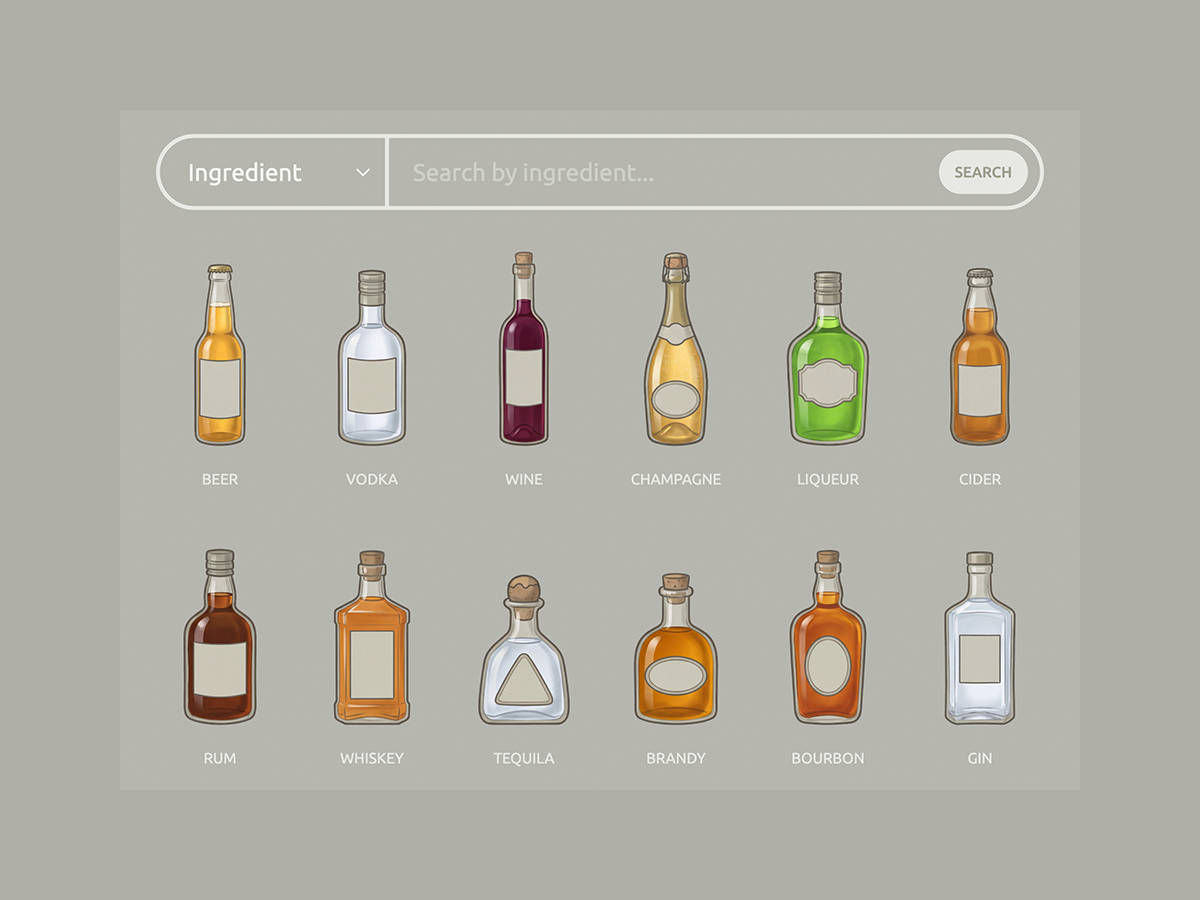 Ingredient
Search by ingredient...
SEARCH
BEER
VODKA
WINE
CHAMPAGNE
LIQUEUR
CIDER
RUM
WHISKEY
TEQUILA
BRANDY
BOURBON
GIN